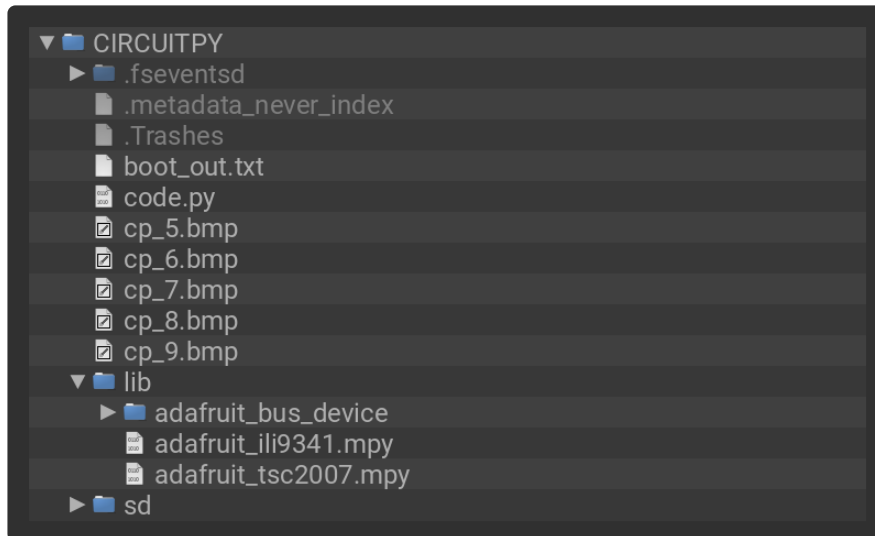 CIRCUITPY
.fseventsd
.metadata_never_index
.Trashes
boot_out.txt
code.py
cp_5.bmp
cp_6.bmp
cp_7.bmp
cp_8.bmp
cp_9.bmp
lib
adafruit_bus_device
adafruit_ili9341.mpy
adafruit_tsc2007.mpy
sd